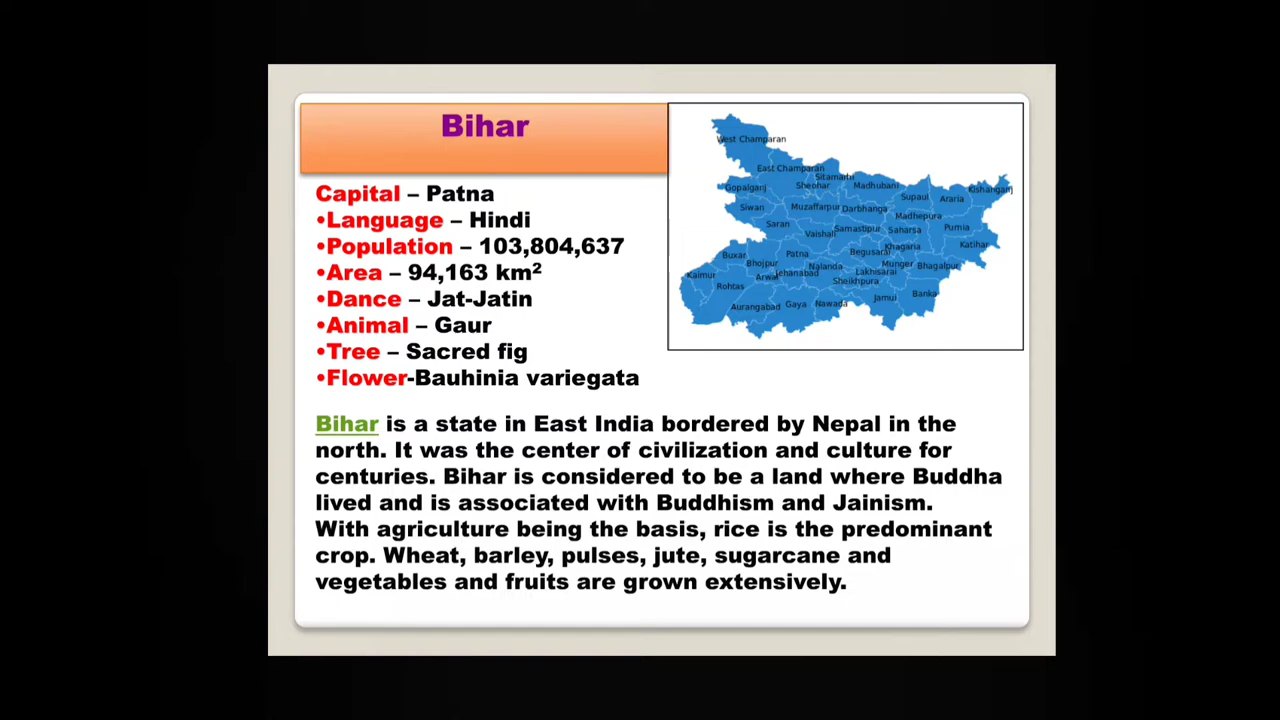 Bihar
Capital – Patna
•Language – Hindi
•Population – 103,804,637
•Area – 94,163 km²
•Dance – Jat-Jatin
•Animal – Gaur
•Tree – Sacred fig
•Flower-Bauhinia variegata
West Champaran
East Champaran
Sitamarhi
Gopalganj
Sheohar
Madhubani
Kishanganj
Supaul
Araria
Siwan
Muzaffarpur
Darbhanga
Madhepura
Saran
Vaishali
Samastipur
Saharsa
Purnia
Khagaria
Katihar
Buxar
Patna
Begusarai
Bhojpur
Nalanda
Munger
Bhagalpur
Kaimur
Arwal
Jehanabad
Lakhisarai
Rohtas
Sheikhpura
Aurangabad
Gaya
Nawada
Jamui
Banka
Bihar is a state in East India bordered by Nepal in the
north. It was the center of civilization and culture for
centuries. Bihar is considered to be a land where Buddha
lived and is associated with Buddhism and Jainism.
With agriculture being the basis, rice is the predominant
crop. Wheat, barley, pulses, jute, sugarcane and
vegetables and fruits are grown extensively.